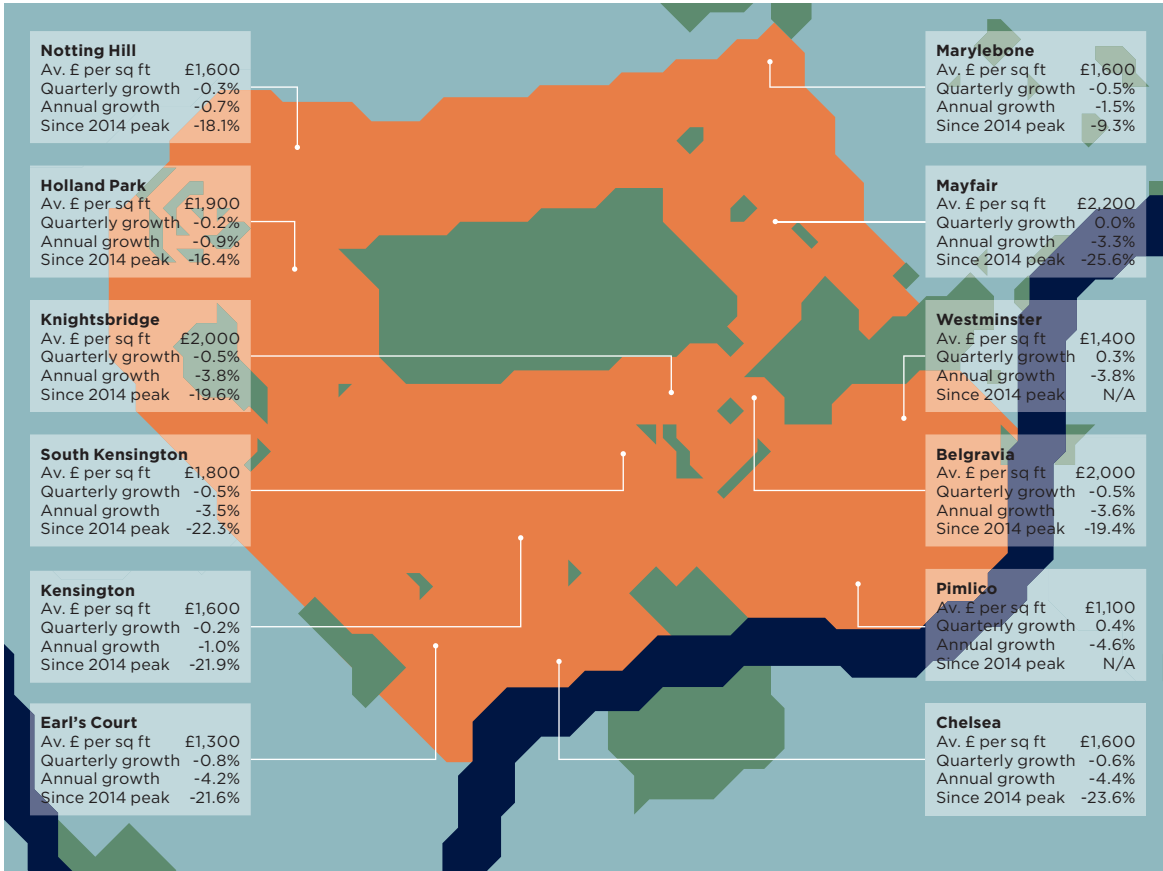 Notting Hill
Av. £ per sq ft £1,600
Quarterly growth -0.3%
Annual growth -0.7%
Since 2014 peak -18.1%
Holland Park
Av. £ per sq ft £1,900
Quarterly growth -0.2%
Annual growth -0.9%
Since 2014 peak -16.4%
Knightsbridge
Av. £ per sq ft £2,000
Quarterly growth -0.5%
Annual growth -3.8%
Since 2014 peak -19.6%
South Kensington
Av. £ per sq ft £1,800
Quarterly growth -0.5%
Annual growth -3.5%
Since 2014 peak -22.3%
Kensington
Av. £ per sq ft £1,600
Quarterly growth -0.2%
Annual growth -1.0%
Since 2014 peak -21.9%
Earl's Court
Av. £ per sq ft £1,300
Quarterly growth -0.8%
Annual growth -4.2%
Since 2014 peak -21.6%
Marylebone
Av. £ per sq ft £1,600
Quarterly growth -0.5%
Annual growth -1.5%
Since 2014 peak -9.3%
Mayfair
Av. £ per sq ft £2,200
Quarterly growth 0.0%
Annual growth -3.3%
Since 2014 peak -25.6%
Westminster
Av. £ per sq ft £1,400
Quarterly growth 0.3%
Annual growth -3.8%
Since 2014 peak N/A
Belgravia
Av. £ per sq ft £2,000
Quarterly growth -0.5%
Annual growth -3.6%
Since 2014 peak -19.4%
Pimlico
Av. £ per sq ft £1,100
Quarterly growth 0.4%
Annual growth -4.6%
Since 2014 peak N/A
Chelsea
Av. £ per sq ft £1,600
Quarterly growth -0.6%
Annual growth -4.4%
Since 2014 peak -23.6%